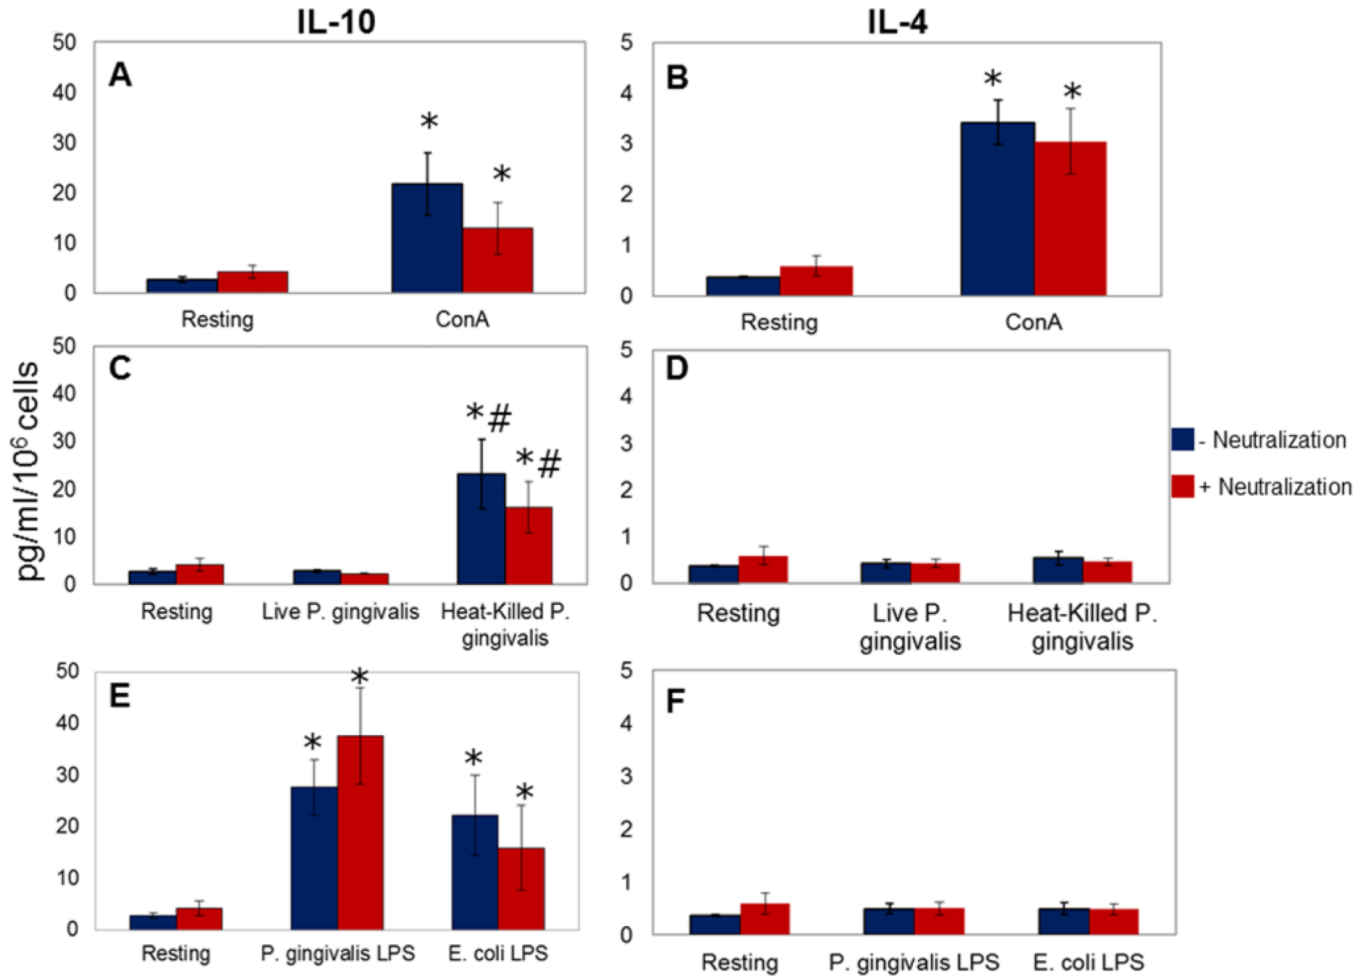 IL-10
IL-4
pg/ml/10⁶ cells
A
50
40
30
20
10
0
*
*
Resting
ConA
B
5
4
3
2
1
0
*
*
Resting
ConA
C
50
40
30
20
10
0
*#
*#
Resting
Live P. gingivalis
Heat-Killed P.
gingivalis
D
5
4
3
2
1
0
Resting
Live P.
gingivalis
Heat-Killed P.
gingivalis
- Neutralization
+ Neutralization
E
50
40
30
20
10
0
*
*
*
*
Resting
P. gingivalis LPS
E. coli LPS
F
5
4
3
2
1
0
Resting
P. gingivalis LPS
E. coli LPS